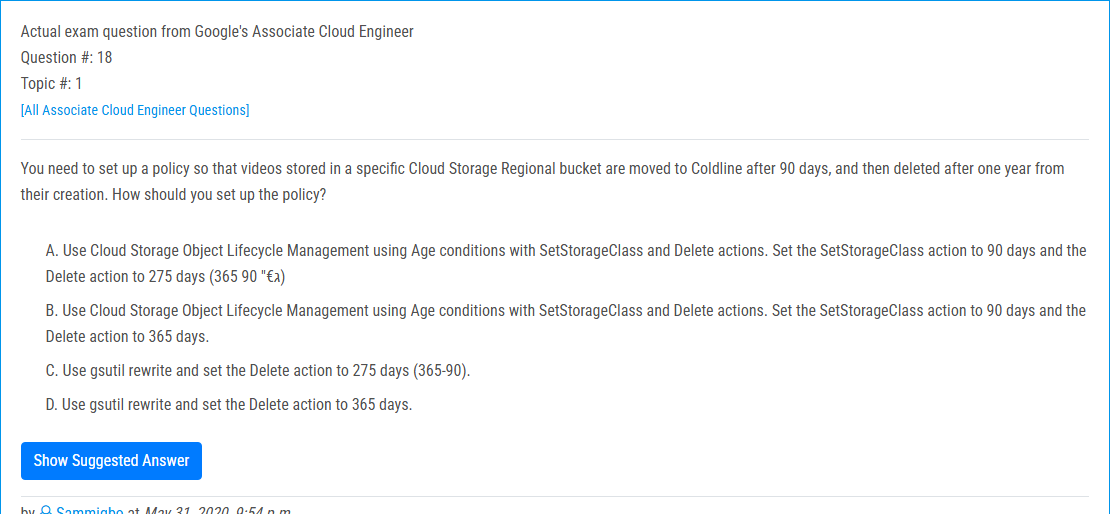 Actual exam question from Google's Associate Cloud Engineer
Question #: 18
Topic #: 1
[All Associate Cloud Engineer Questions]
You need to set up a policy so that videos stored in a specific Cloud Storage Regional bucket are moved to Coldline after 90 days, and then deleted after one year from
their creation. How should you set up the policy?
A. Use Cloud Storage Object Lifecycle Management using Age conditions with SetStorageClass and Delete actions. Set the SetStorageClass action to 90 days and the
Delete action to 275 days (365 90 "€ג)
B. Use Cloud Storage Object Lifecycle Management using Age conditions with SetStorageClass and Delete actions. Set the SetStorageClass action to 90 days and the
Delete action to 365 days.
C. Use gsutil rewrite and set the Delete action to 275 days (365-90).
D. Use gsutil rewrite and set the Delete action to 365 days.
Show Suggested Answer
by Sammigbo at May 31, 2020, 9:54 p.m.